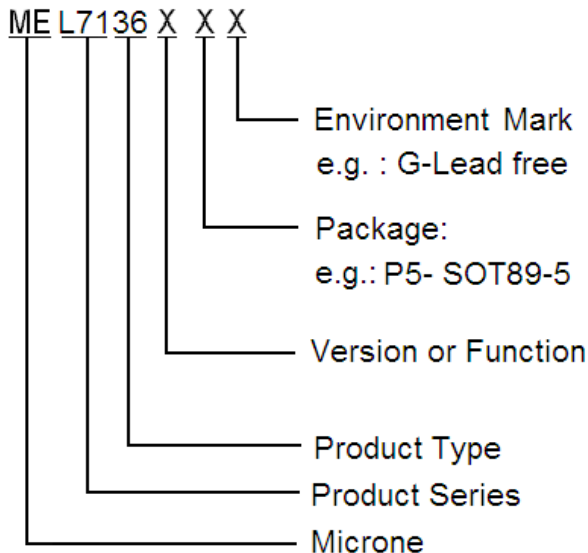 ME L7136 X X X
Environment Mark
e.g. : G-Lead free
Package:
e.g.: P5- SOT89-5
Version or Function
Product Type
Product Series
Microne